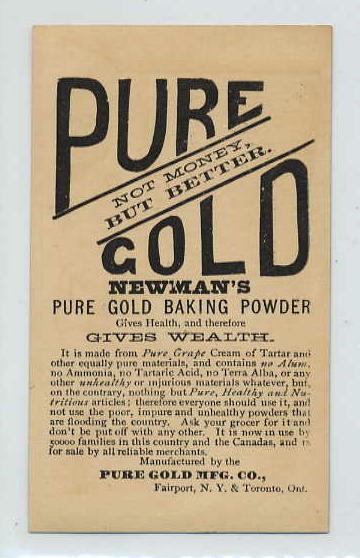 PURE
NOT MONEY,
BUT BETTER.
GOLD
NEWMAN'S
PURE GOLD BAKING POWDER
Gives Health, and therefore
GIVES WEALTH.
It is made from Pure Grape Cream of Tartar and
other equally pure materials, and contains no Alum,
no Ammonia, no Tartaric Acid, no Terra Alba, or any
other unhealthy or injurious materials whatever, but,
on the contrary, nothing but Pure, Healthy and Nu-
tritious articles; therefore everyone should use it, and
not use the poor, impure and unhealthy powders that
are flooding the country. Ask your grocer for it and
don't be put off with any other. It is now in use by
50000 families in this country and the Canadas, and is
for sale by all reliable merchants.
Manufactured by the
PURE GOLD MFG. CO.,
Fairport, N. Y. & Toronto, Ont.